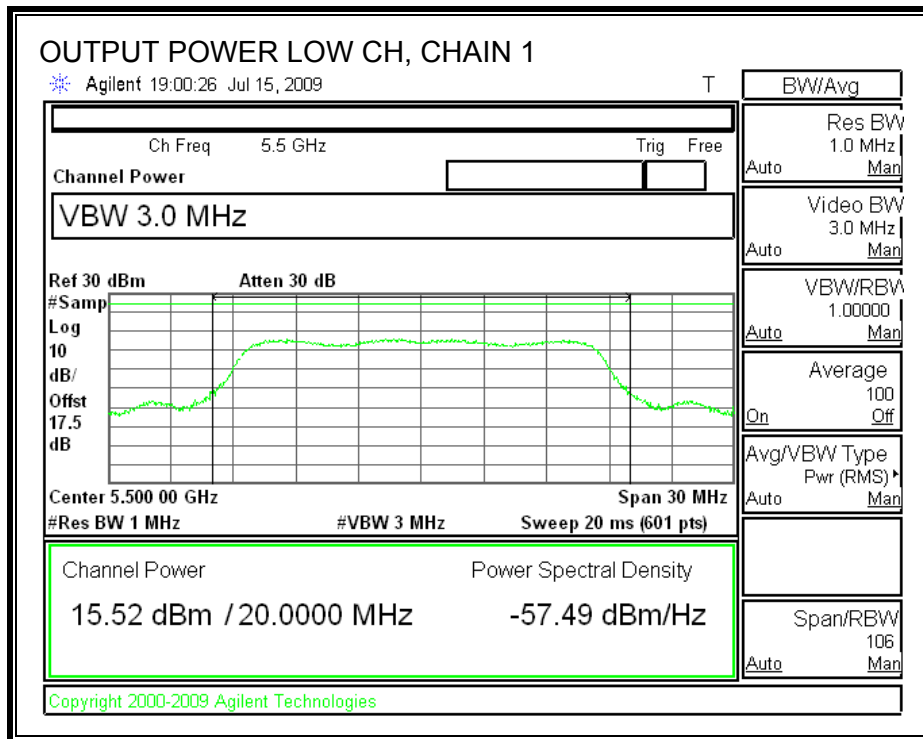 OUTPUT POWER LOW CH, CHAIN 1
Agilent 19:00:26 Jul 15, 2009 T
Ch Freq 5.5 GHz Trig Free
Channel Power
VBW 3.0 MHz
Ref 30 dBm Atten 30 dB
#Samp
Log
10
dB/
Offst
17.5
dB
Center 5.500 00 GHz Span 30 MHz
#Res BW 1 MHz #VBW 3 MHz Sweep 20 ms (601 pts)
Channel Power Power Spectral Density
15.52 dBm / 20.0000 MHz -57.49 dBm/Hz
Copyright 2000-2009 Agilent Technologies
BW/Avg
Res BW
1.0 MHz
Auto Man
Video BW
3.0 MHz
Auto Man
VBW/RBW
1.00000
Auto Man
Average
100
On Off
Avg/VBW Type
Pwr (RMS)
Auto Man
Span/RBW
106
Auto Man